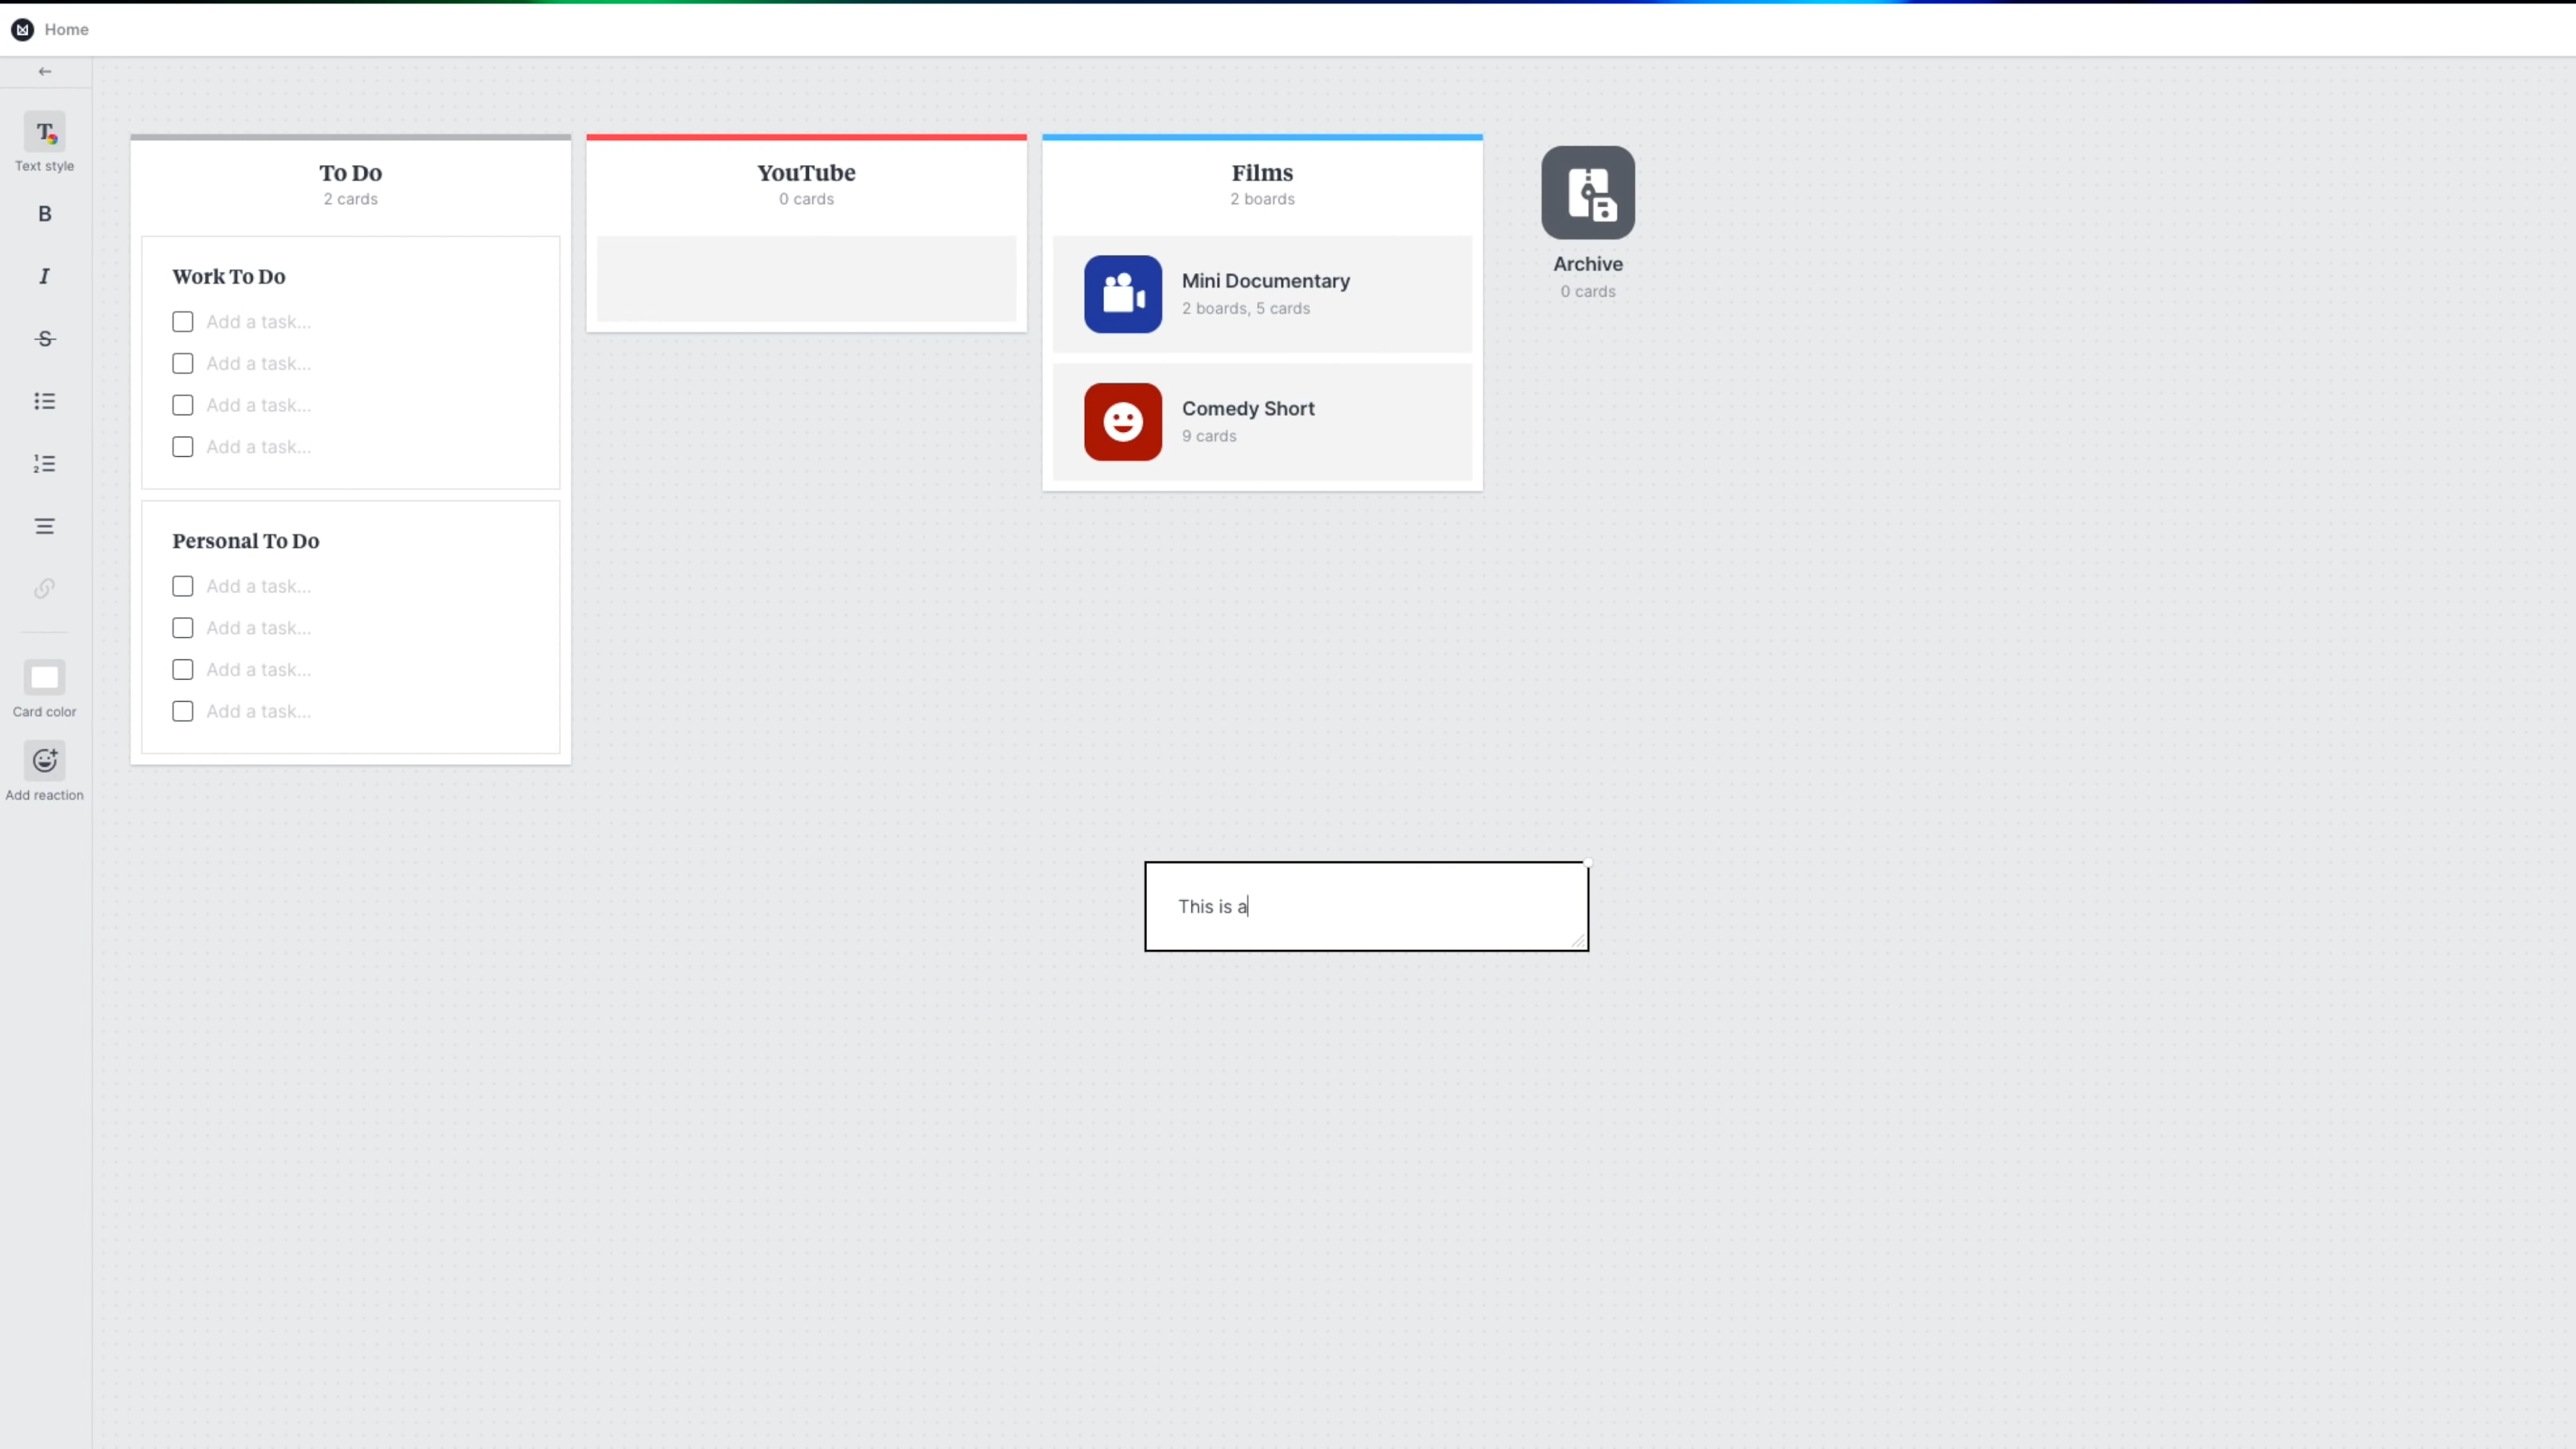 Home
Text style
B
I
S
1
2
Card color
Add reaction
To Do
2 cards
Work To Do
Add a task...
Add a task...
Add a task...
Add a task...
Personal To Do
Add a task...
Add a task...
Add a task...
Add a task...
YouTube
0 cards
Films
2 boards
Mini Documentary
2 boards, 5 cards
Comedy Short
9 cards
Archive
0 cards
This is a